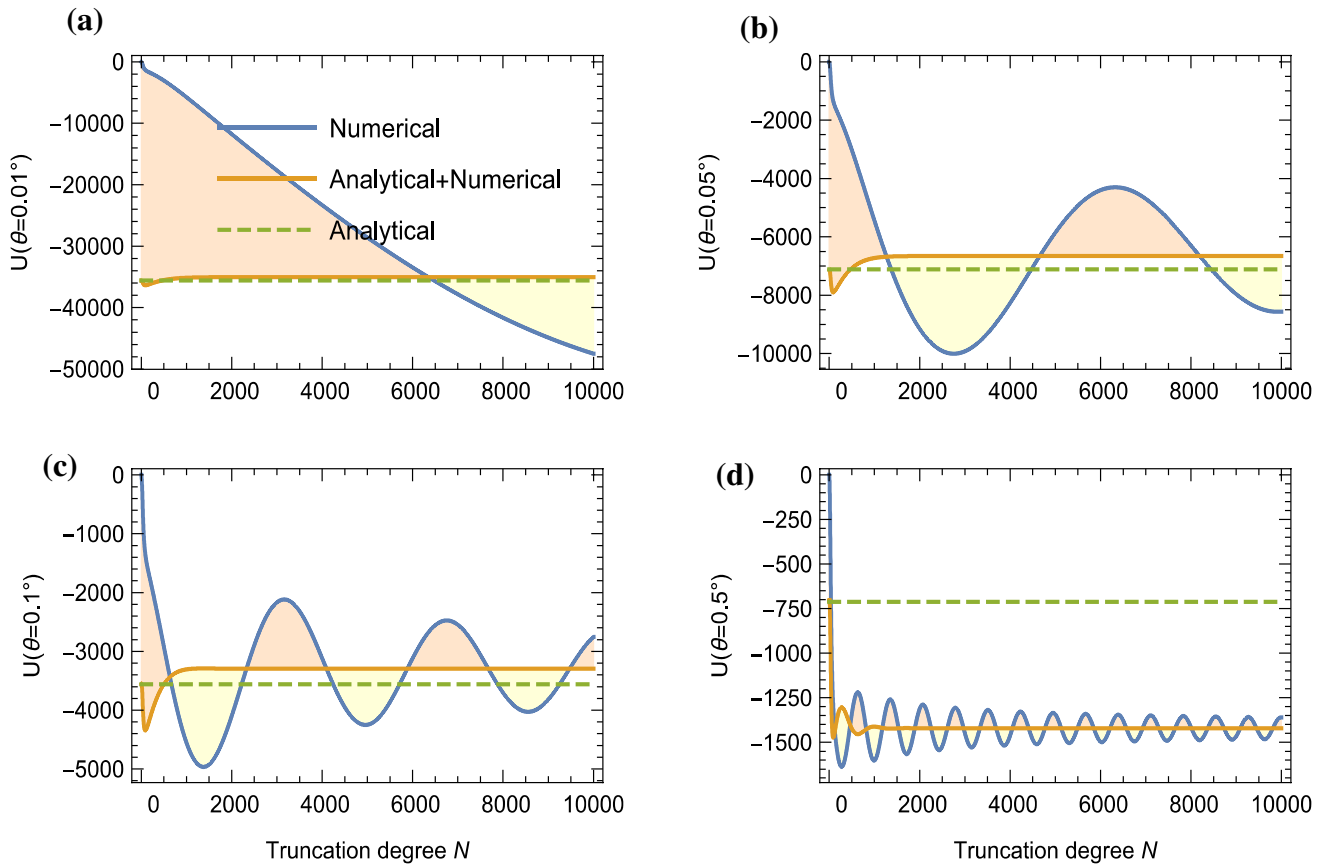 (a)
0
−10000
−20000
−30000
−40000
−50000
U(θ=0.01°)
Numerical
Analytical+Numerical
Analytical
0 2000 4000 6000 8000 10000
(b)
0
−2000
−4000
−6000
−8000
−10000
U(θ=0.05°)
0 2000 4000 6000 8000 10000
(c)
0
−1000
−2000
−3000
−4000
−5000
U(θ=0.1°)
0 2000 4000 6000 8000 10000
Truncation degree N
(d)
0
−250
−500
−750
−1000
−1250
−1500
U(θ=0.5°)
0 2000 4000 6000 8000 10000
Truncation degree N